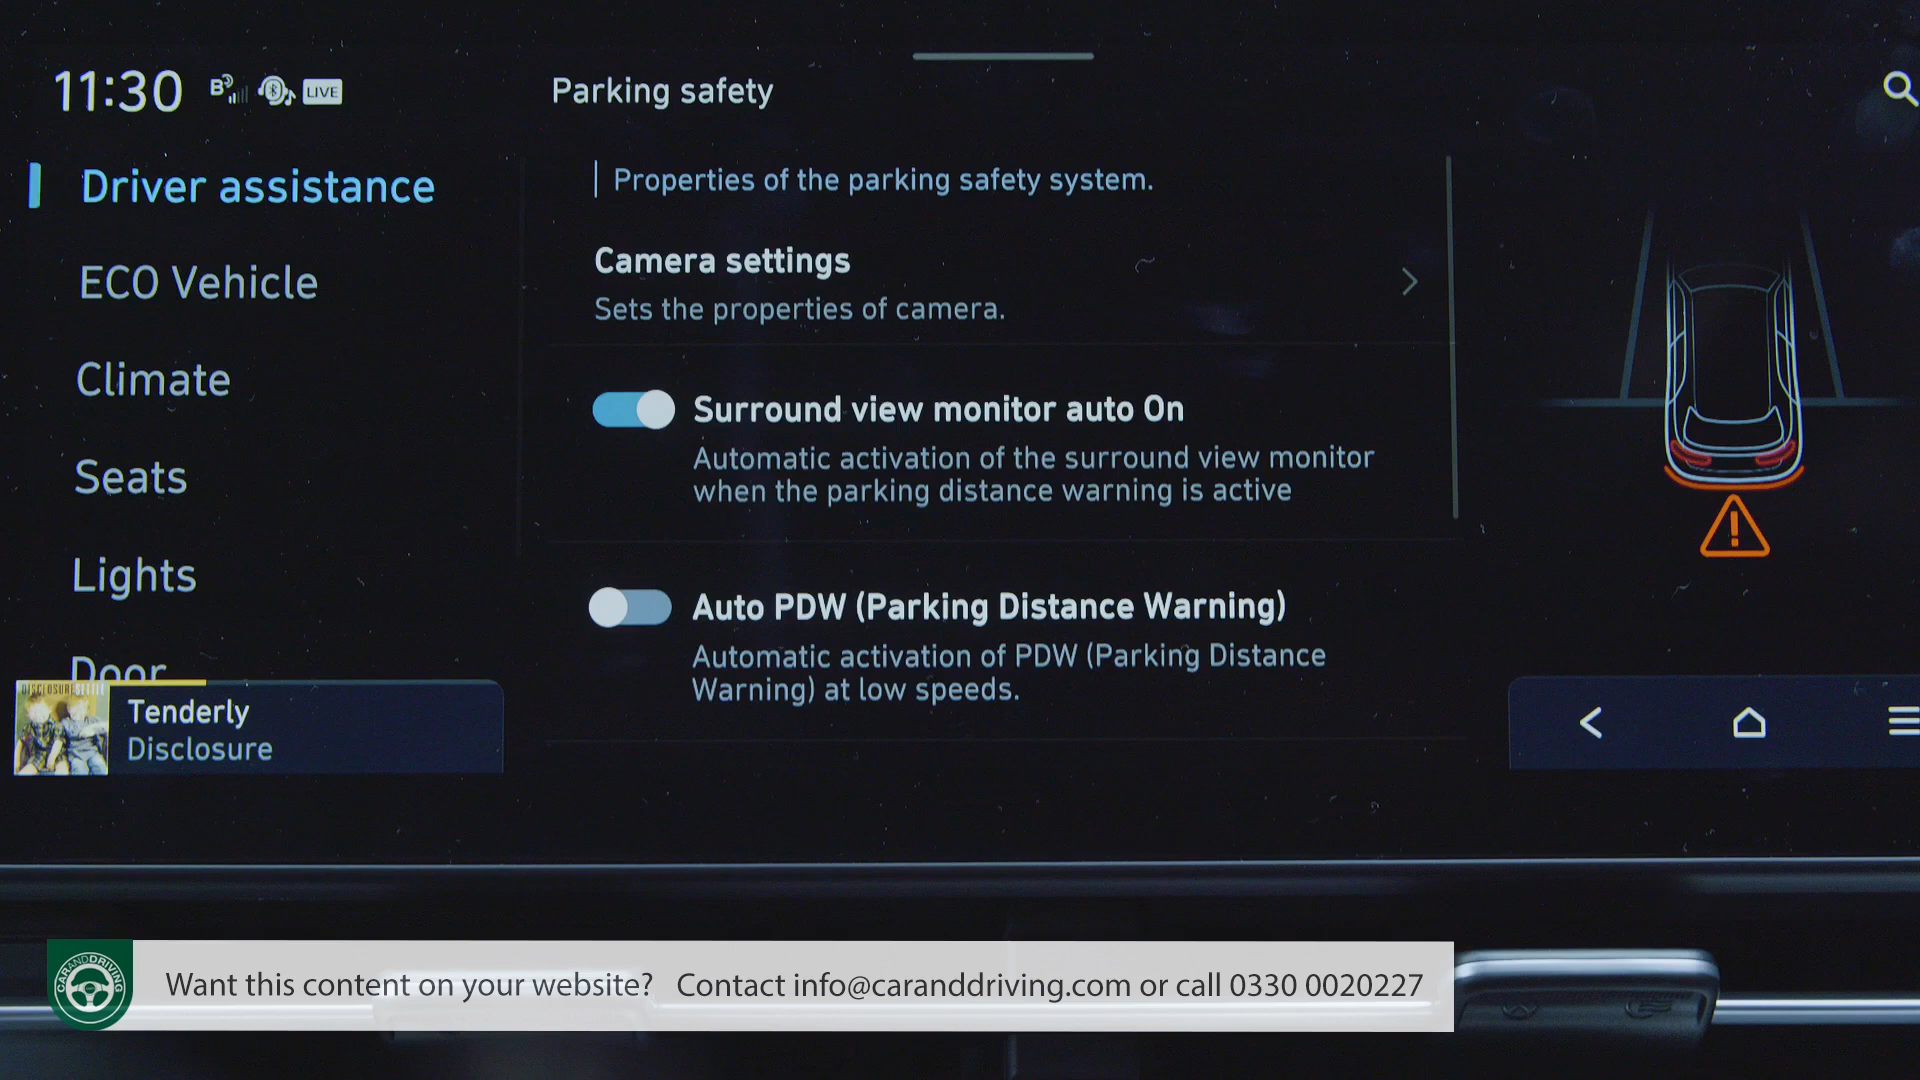 11:30
B
LIVE
Parking safety
Driver assistance
ECO Vehicle
Climate
Seats
Lights
Door
Properties of the parking safety system.
Camera settings
Sets the properties of camera.
Surround view monitor auto On
Automatic activation of the surround view monitor
when the parking distance warning is active
Auto PDW (Parking Distance Warning)
Automatic activation of PDW (Parking Distance
Warning) at low speeds.
DISCLOSURE SETTLE
Tenderly
Disclosure
CARANDDRIVING
Want this content on your website? Contact info@caranddriving.com or call 0330 0020227